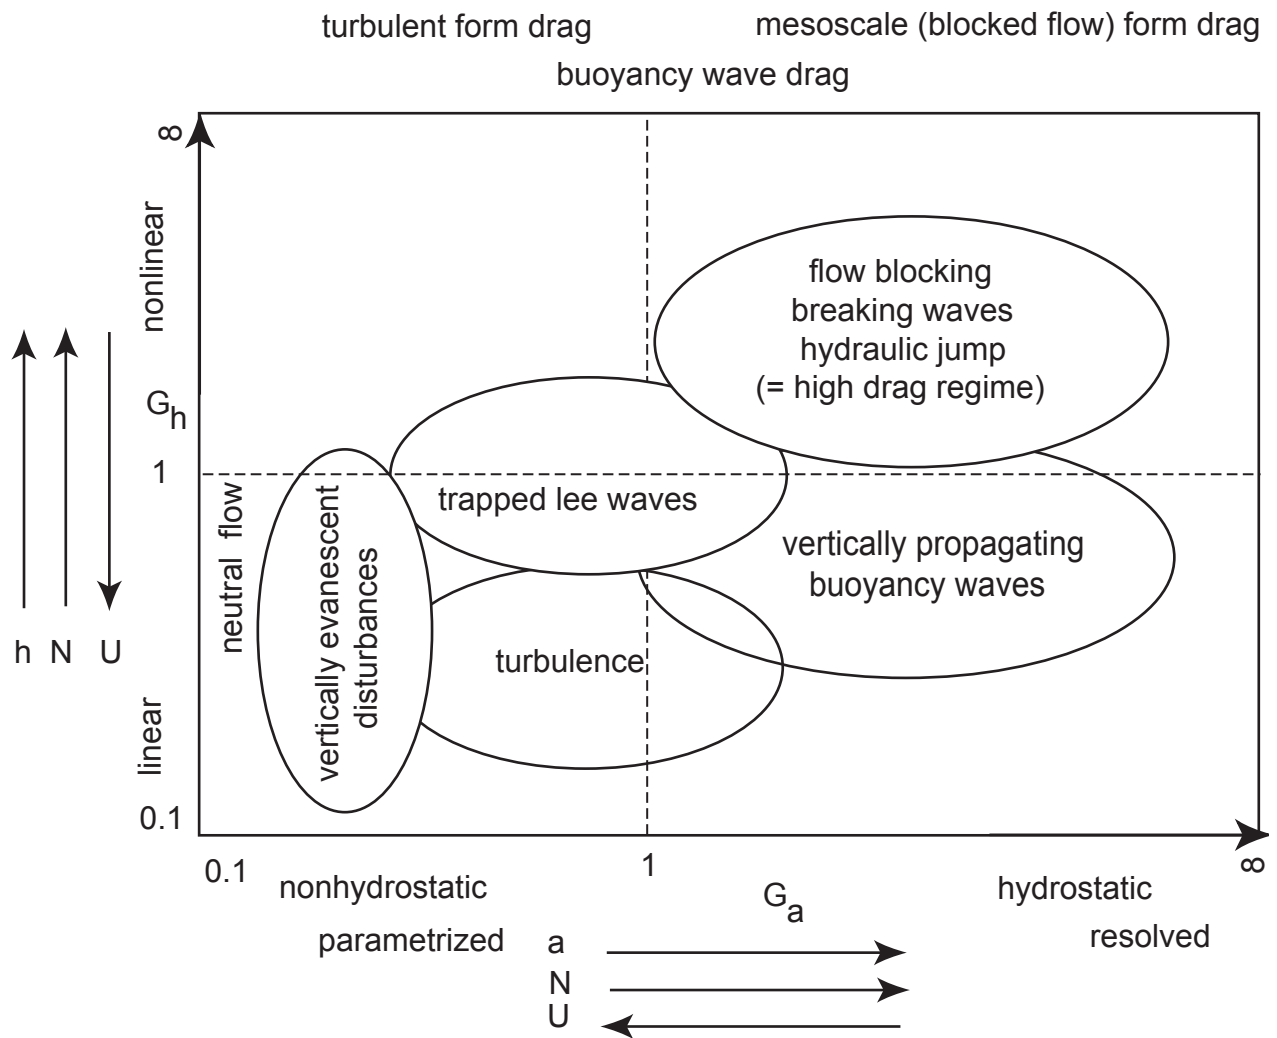 turbulent form drag
mesoscale (blocked flow) form drag
buoyancy wave drag
∞
nonlinear
flow blocking
breaking waves
hydraulic jump
(= high drag regime)
Gh
1
trapped lee waves
neutral flow
vertically evanescent
disturbances
vertically propagating
buoyancy waves
h N U
turbulence
linear
0.1
0.1
1
∞
nonhydrostatic
Ga
hydrostatic
parametrized
resolved
a
N
U